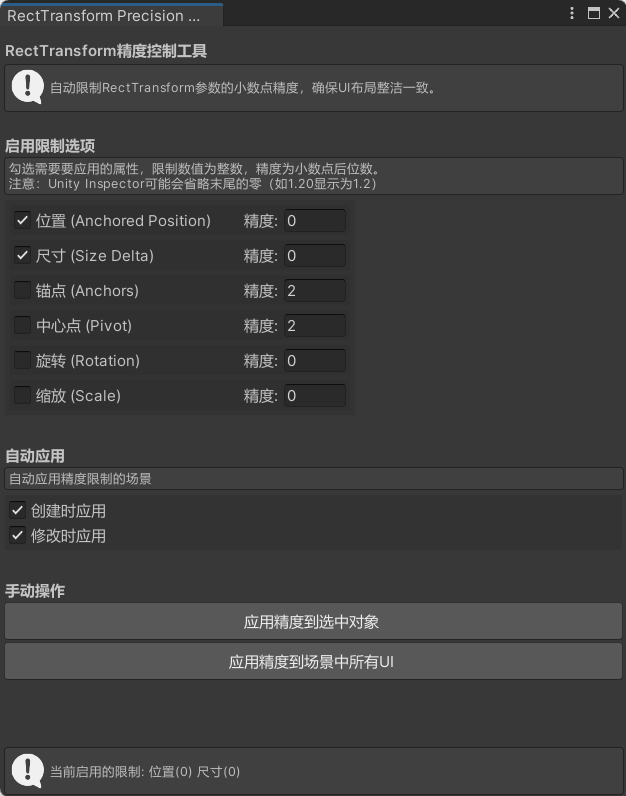 RectTransform Precision ...
RectTransform精度控制工具
自动限制RectTransform参数的小数点精度，确保UI布局整洁一致。
启用限制选项
勾选需要要应用的属性，限制数值为整数，精度为小数点后位数。
注意：Unity Inspector可能会省略末尾的零（如1.20显示为1.2）
位置 (Anchored Position) 精度: 0
尺寸 (Size Delta) 精度: 0
锚点 (Anchors) 精度: 2
中心点 (Pivot) 精度: 2
旋转 (Rotation) 精度: 0
缩放 (Scale) 精度: 0
自动应用
自动应用精度限制的场景
创建时应用
修改时应用
手动操作
应用精度到选中对象
应用精度到场景中所有UI
当前启用的限制: 位置(0) 尺寸(0)